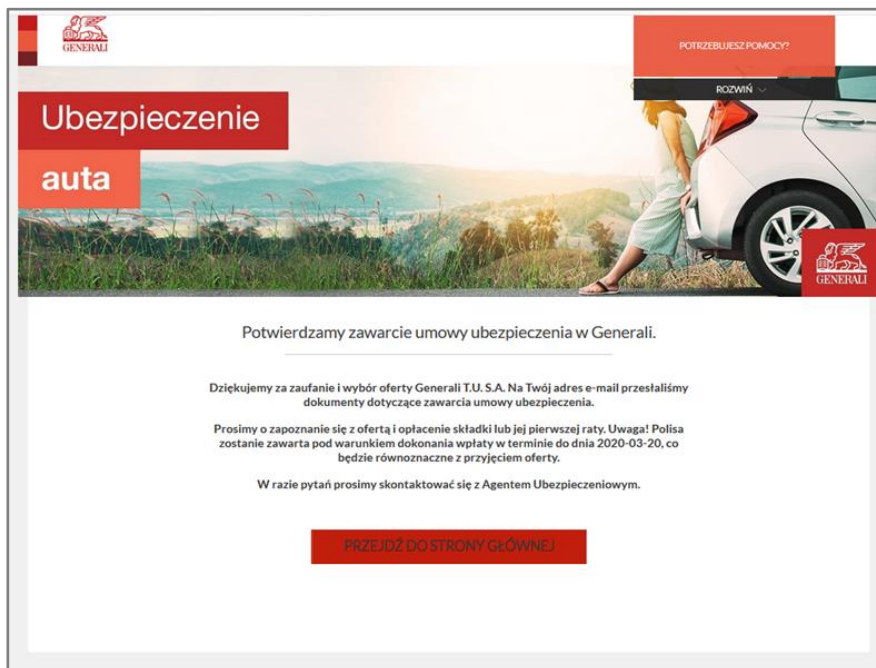 GENERALI
POTRZEBUJESZ POMOCY?
ROZWIŃ
Ubezpieczenie
auta
GENERALI
Potwierdzamy zawarcie umowy ubezpieczenia w Generali.
Dziękujemy za zaufanie i wybór oferty Generali T.U. S.A. Na Twój adres e-mail przesłaliśmy
dokumenty dotyczące zawarcia umowy ubezpieczenia.
Prosimy o zapoznanie się z ofertą i opłacenie składki lub jej pierwszej raty. Uwaga! Polisa
zostanie zawarta pod warunkiem dokonania wpłaty w terminie do dnia 2020-03-20, co
będzie równoznaczne z przyjęciem oferty.
W razie pytań prosimy skontaktować się z Agentem Ubezpieczeniowym.
PRZEJDŹ DO STRONY GŁÓWNEJ